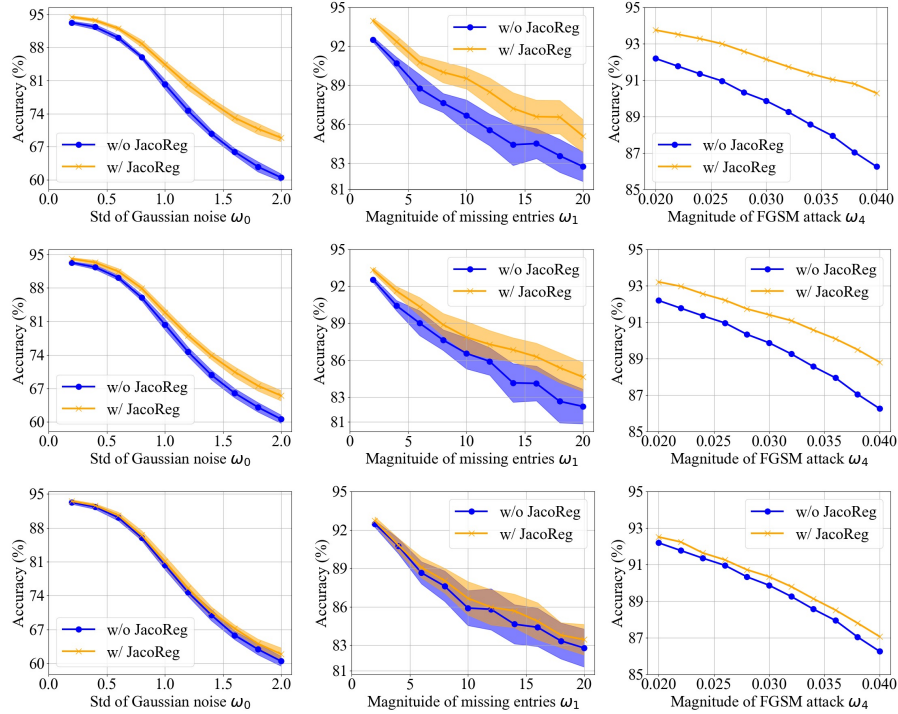 Accuracy (%)
95
88
81
74
67
60
w/o JacoReg
w/ JacoReg
0.0 0.5 1.0 1.5 2.0
Std of Gaussian noise ω₀
Accuracy (%)
95
92
89
86
83
81
w/o JacoReg
w/ JacoReg
0 5 10 15 20
Magnituide of missing entries ω₁
Accuracy (%)
95
93
91
89
87
85
w/o JacoReg
w/ JacoReg
0.020 0.025 0.030 0.035 0.040
Magnitude of FGSM attack ω₄
Accuracy (%)
95
88
81
74
67
60
w/o JacoReg
w/ JacoReg
0.0 0.5 1.0 1.5 2.0
Std of Gaussian noise ω₀
Accuracy (%)
95
92
89
86
83
81
w/o JacoReg
w/ JacoReg
0 5 10 15 20
Magnituide of missing entries ω₁
Accuracy (%)
95
93
91
89
87
85
w/o JacoReg
w/ JacoReg
0.020 0.025 0.030 0.035 0.040
Magnitude of FGSM attack ω₄
Accuracy (%)
95
88
81
74
67
60
w/o JacoReg
w/ JacoReg
0.0 0.5 1.0 1.5 2.0
Std of Gaussian noise ω₀
Accuracy (%)
95
92
89
86
83
81
w/o JacoReg
w/ JacoReg
0 5 10 15 20
Magnituide of missing entries ω₁
Accuracy (%)
95
93
91
89
87
85
w/o JacoReg
w/ JacoReg
0.020 0.025 0.030 0.035 0.040
Magnitude of FGSM attack ω₄